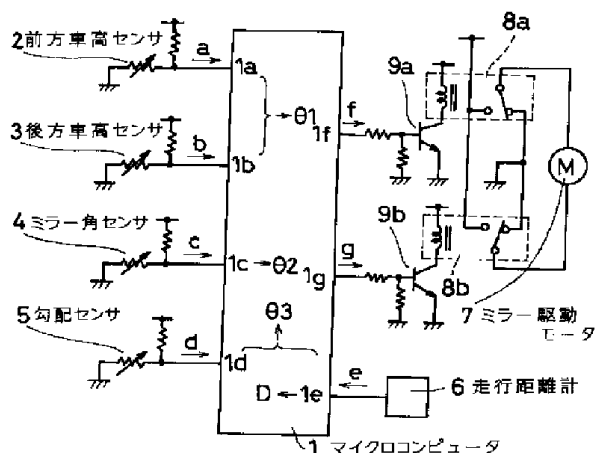 2 前方車高センサ
a
1a
3 後方車高センサ
b
1b
→θ1
4 ミラー角センサ
c
1c→θ2
5 勾配センサ
d
1d
θ3
D←1e
e
6 走行距離計
1 マイクロコンピュータ
1f
f
9a
8a
1g
g
9b
8b
M
7 ミラー駆動
モータ